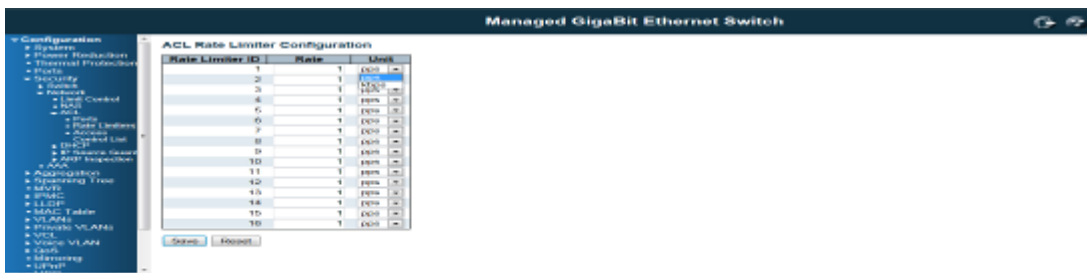 Managed GigaBit Ethernet Switch
Configuration
System
Power Reduction
Thermal Protection
Ports
Security
Switch
Network
Limit Control
NAS
ACL
Ports
Rate Limiters
Access
Control List
DHCP
IP Source Guard
ARP Inspection
AAA
Aggregation
Spanning Tree
MVR
IPMC
LLDP
MAC Table
VLANs
Private VLANs
VCL
Voice VLAN
QoS
Mirroring
UPnP
ACL Rate Limiter Configuration
Rate Limiter ID Rate Unit
1 1 pps
2 1 pps
kbps
3 1 pps
4 1 pps
5 1 pps
6 1 pps
7 1 pps
8 1 pps
9 1 pps
10 1 pps
11 1 pps
12 1 pps
13 1 pps
14 1 pps
15 1 pps
16 1 pps
Save Reset